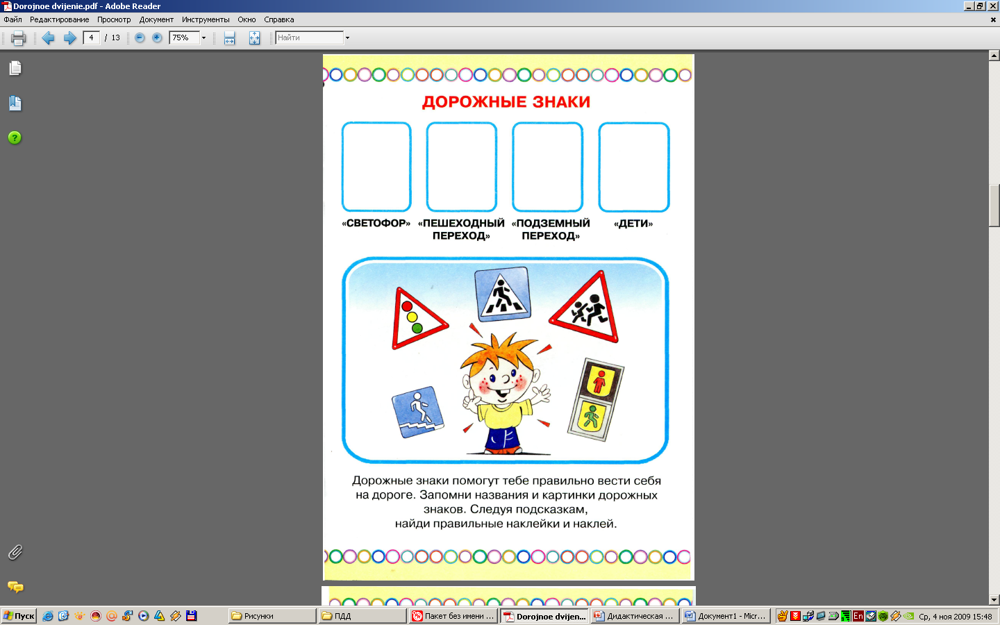 Dorojnoe dvijenie.pdf - Adobe Reader
Файл Редактирование Просмотр Документ Инструменты Окно Справка
4 / 13 75% Найти
ДОРОЖНЫЕ ЗНАКИ
«СВЕТОФОР» «ПЕШЕХОДНЫЙ ПЕРЕХОД» «ПОДЗЕМНЫЙ ПЕРЕХОД» «ДЕТИ»
Дорожные знаки помогут тебе правильно вести себя
на дороге. Запомни названия и картинки дорожных
знаков. Следуя подсказкам,
найди правильные наклейки и наклей.
Пуск Рисунки ПДД Пакет без имени ... Dorojnoe dvijen... Дидактическая ... Документ1 - Micr... En Ср, 4 ноя 2009 15:48